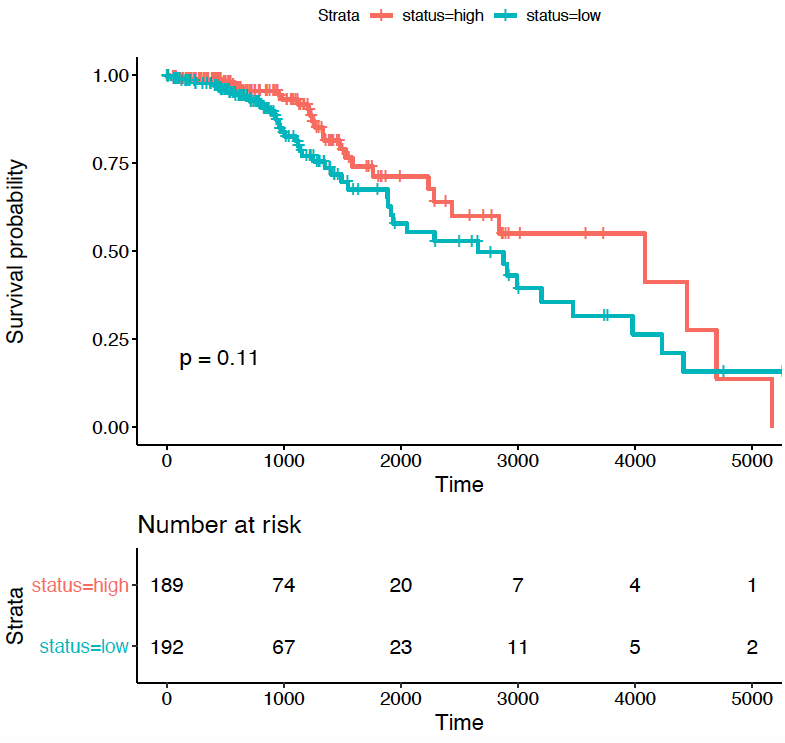 Strata status=high status=low
Survival probability
1.00
0.75
0.50
0.25
0.00
p = 0.11
0 1000 2000 3000 4000 5000
Time
Number at risk
Strata
status=high 189 74 20 7 4 1
status=low 192 67 23 11 5 2
0 1000 2000 3000 4000 5000
Time